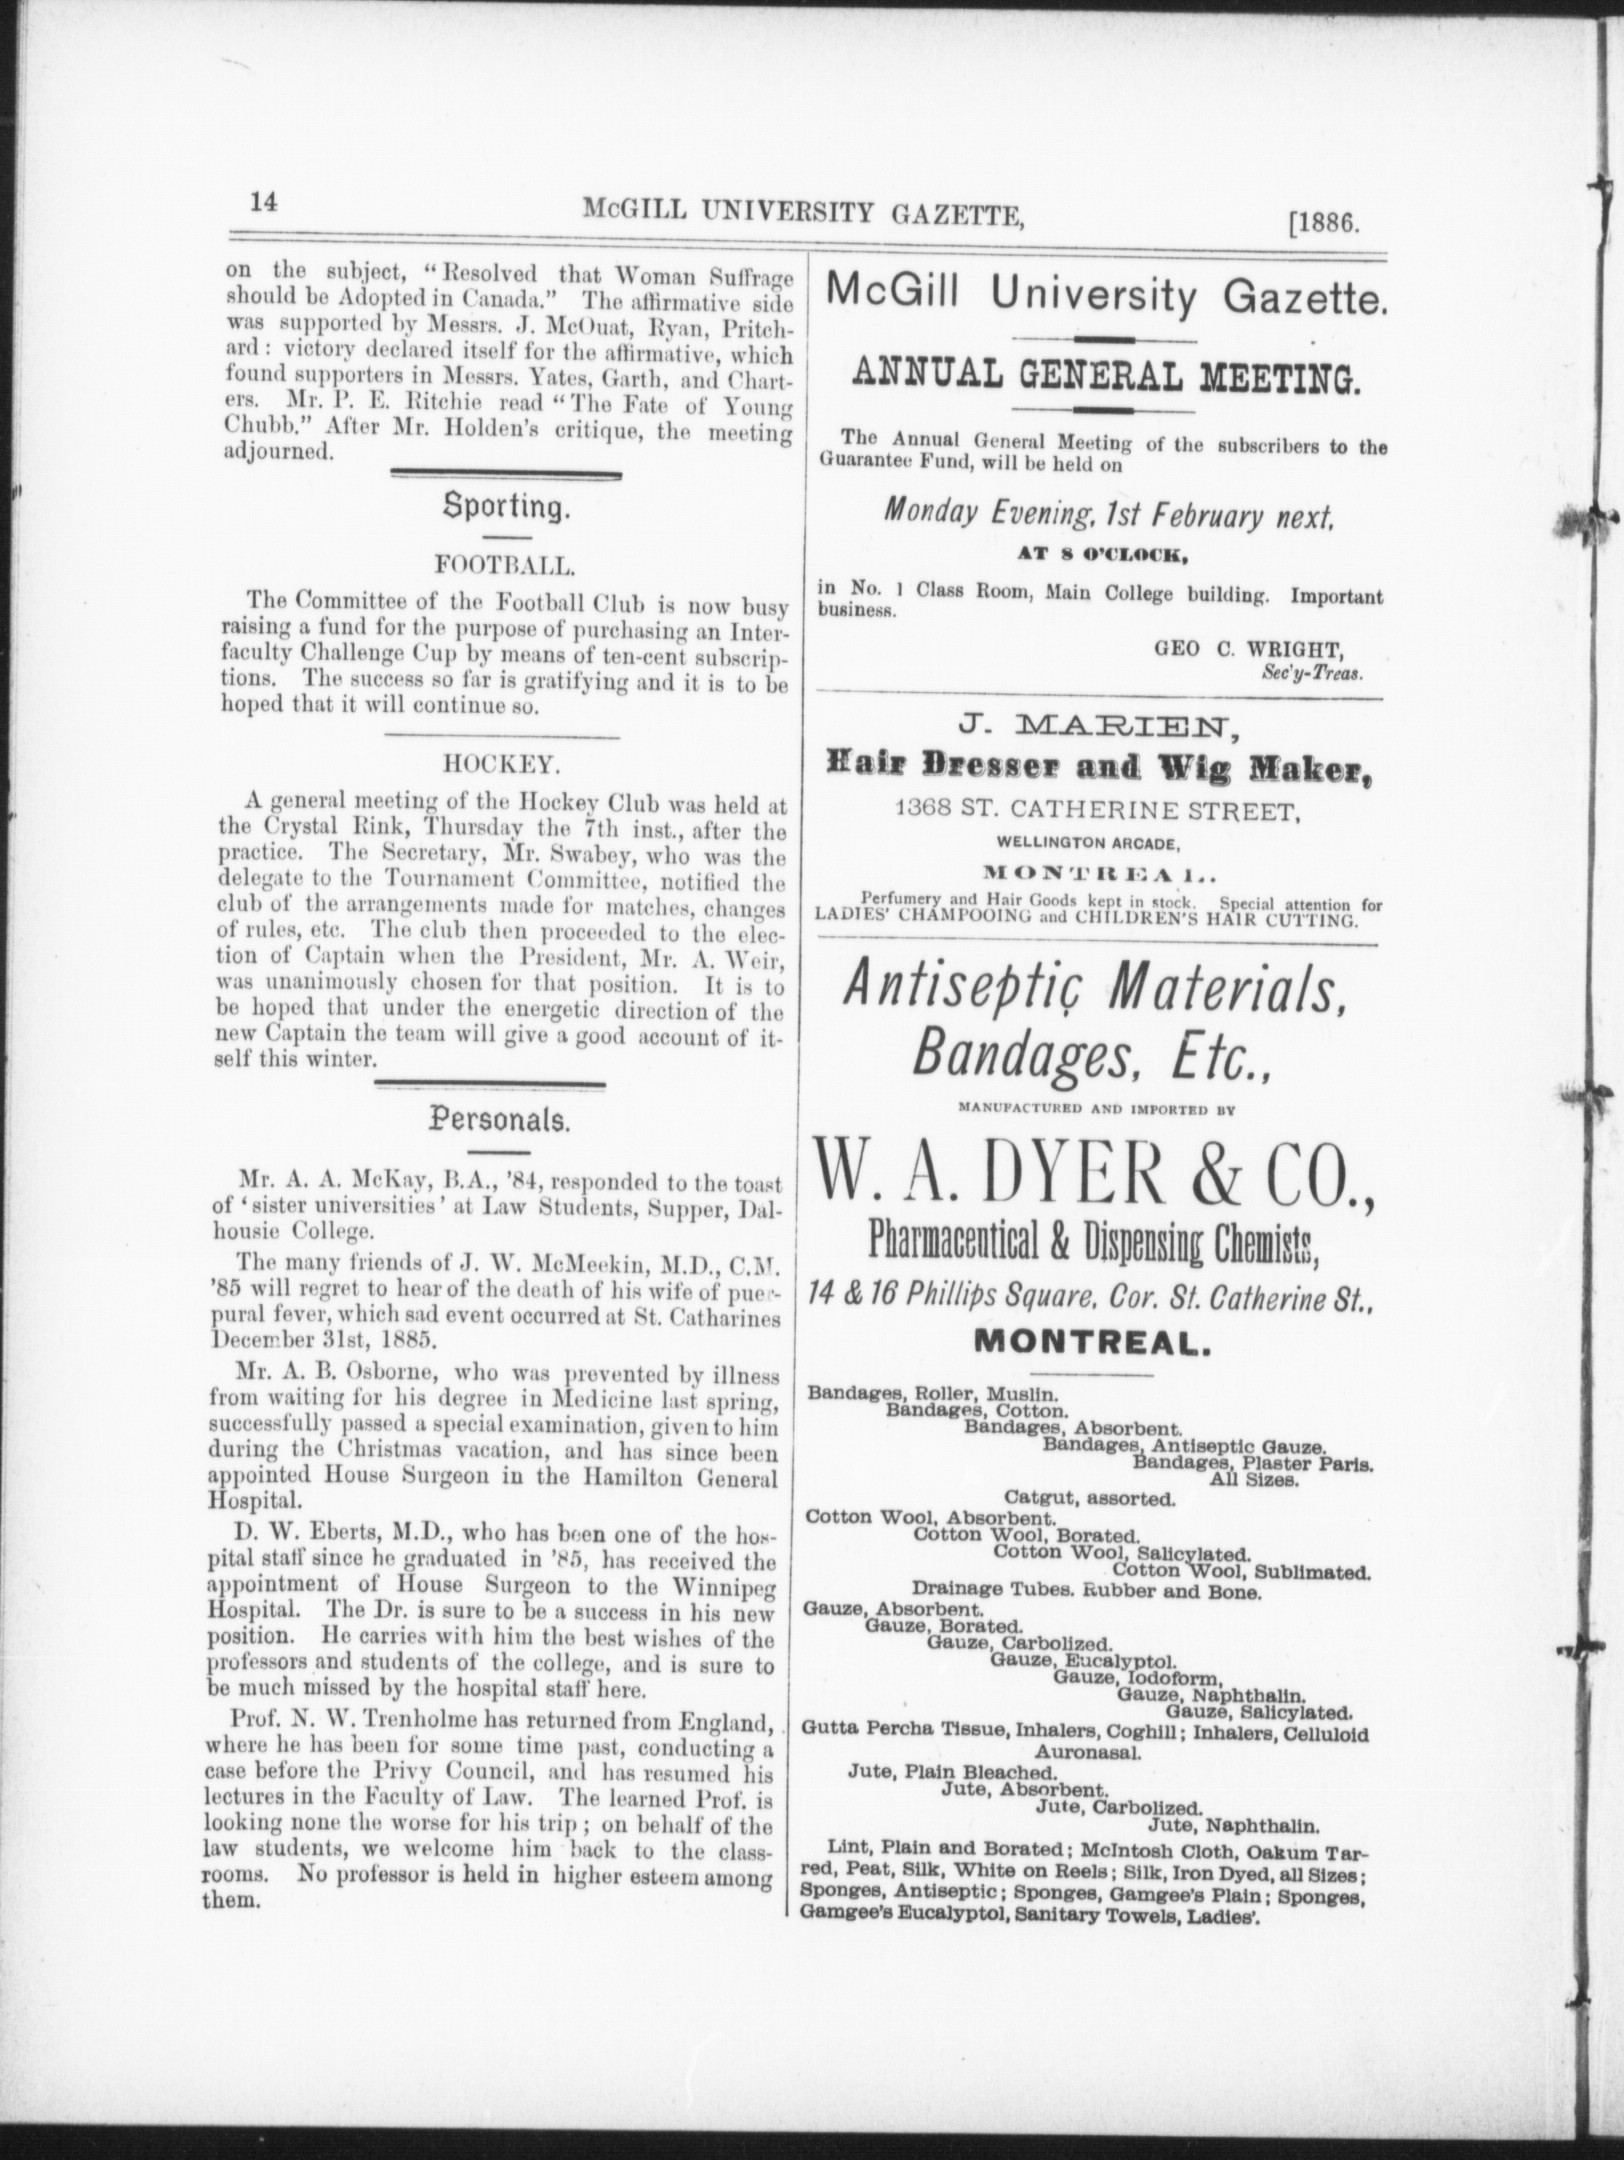 14
McGILL UNIVERSITY GAZETTE,
[1886.
on the subject, “Resolved that Woman Suffrage
should be Adopted in Canada.” The affirmative side
was supported by Messrs. J. McOuat, Ryan, Pritch-
ard : victory declared itself for the affirmative, which
found supporters in Messrs. Yates, Garth, and Chart-
ers. Mr. P. E. Ritchie read “The Fate of Young
Chubb.” After Mr. Holden's critique, the meeting
adjourned.
Sporting.
FOOTBALL.
The Committee of the Football Club is now busy
raising a fund for the purpose of purchasing an Inter-
faculty Challenge Cup by means of ten-cent subscrip-
tions. The success so far is gratifying and it is to be
hoped that it will continue so.
HOCKEY.
A general meeting of the Hockey Club was held at
the Crystal Rink, Thursday the 7th inst., after the
practice. The Secretary, Mr. Swabey, who was the
delegate to the Tournament Committee, notified the
club of the arrangements made for matches, changes
of rules, etc. The club then proceeded to the elec-
tion of Captain when the President, Mr. A. Weir,
was unanimously chosen for that position. It is to
be hoped that under the energetic direction of the
new Captain the team will give a good account of it-
self this winter.
Personals.
Mr. A. A. McKay, B.A., '84, responded to the toast
of ‘sister universities’ at Law Students, Supper, Dal-
housie College.
The many friends of J. W. McMeekin, M.D., C.M.
'85 will regret to hear of the death of his wife of puer-
pural fever, which sad event occurred at St. Catharines
December 31st, 1885.
Mr. A. B. Osborne, who was prevented by illness
from waiting for his degree in Medicine last spring,
successfully passed a special examination, given to him
during the Christmas vacation, and has since been
appointed House Surgeon in the Hamilton General
Hospital.
D. W. Eberts, M.D., who has been one of the hos-
pital staff since he graduated in '85, has received the
appointment of House Surgeon to the Winnipeg
Hospital. The Dr. is sure to be a success in his new
position. He carries with him the best wishes of the
professors and students of the college, and is sure to
be much missed by the hospital staff here.
Prof. N. W. Trenholme has returned from England,
where he has been for some time past, conducting a
case before the Privy Council, and has resumed his
lectures in the Faculty of Law. The learned Prof. is
looking none the worse for his trip ; on behalf of the
law students, we welcome him back to the class-
rooms. No professor is held in higher esteem among
them.
McGill University Gazette.
ANNUAL GENERAL MEETING.
The Annual General Meeting of the subscribers to the
Guarantee Fund, will be held on
Monday Evening, 1st February next,
AT 8 O'CLOCK,
in No. 1 Class Room, Main College building. Important
business.
GEO C. WRIGHT,
Sec'y-Treas.
J. MARIEN,
Hair Dresser and Wig Maker,
1368 ST. CATHERINE STREET,
WELLINGTON ARCADE,
MONTREAL.
Perfumery and Hair Goods kept in stock. Special attention for
LADIES' CHAMPOOING and CHILDREN'S HAIR CUTTING.
Antiseptic Materials,
Bandages, Etc.,
MANUFACTURED AND IMPORTED BY
W. A. DYER & CO.,
Pharmaceutical & Dispensing Chemists,
14 & 16 Phillips Square, Cor. St. Catherine St.,
MONTREAL.
Bandages, Roller, Muslin.
Bandages, Cotton.
Bandages, Absorbent.
Bandages, Antiseptic Gauze.
Bandages, Plaster Paris.
All Sizes.
Catgut, assorted.
Cotton Wool, Absorbent.
Cotton Wool, Borated.
Cotton Wool, Salicylated.
Cotton Wool, Sublimated.
Drainage Tubes. Rubber and Bone.
Gauze, Absorbent.
Gauze, Borated.
Gauze, Carbolized.
Gauze, Eucalyptol.
Gauze, Iodoform,
Gauze, Naphthalin.
Gauze, Salicylated.
Gutta Percha Tissue, Inhalers, Coghill; Inhalers, Celluloid
Auronasal.
Jute, Plain Bleached.
Jute, Absorbent.
Jute, Carbolized.
Jute, Naphthalin.
Lint, Plain and Borated; McIntosh Cloth, Oakum Tar-
red, Peat, Silk, White on Reels; Silk, Iron Dyed, all Sizes;
Sponges, Antiseptic; Sponges, Gamgee's Plain; Sponges,
Gamgee's Eucalyptol, Sanitary Towels, Ladies'.